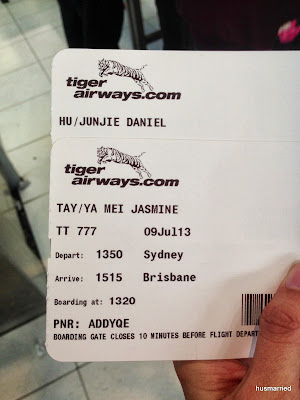 tiger
airways.com
HU/JUNJIE DANIEL
tiger
airways.com
TAY/YA MEI JASMINE
TT 777 09Jul13
Depart: 1350 Sydney
Arrive: 1515 Brisbane
Boarding at: 1320
PNR: ADDYQE
BOARDING GATE CLOSES 10 MINUTES BEFORE FLIGHT DEPART
husmarried